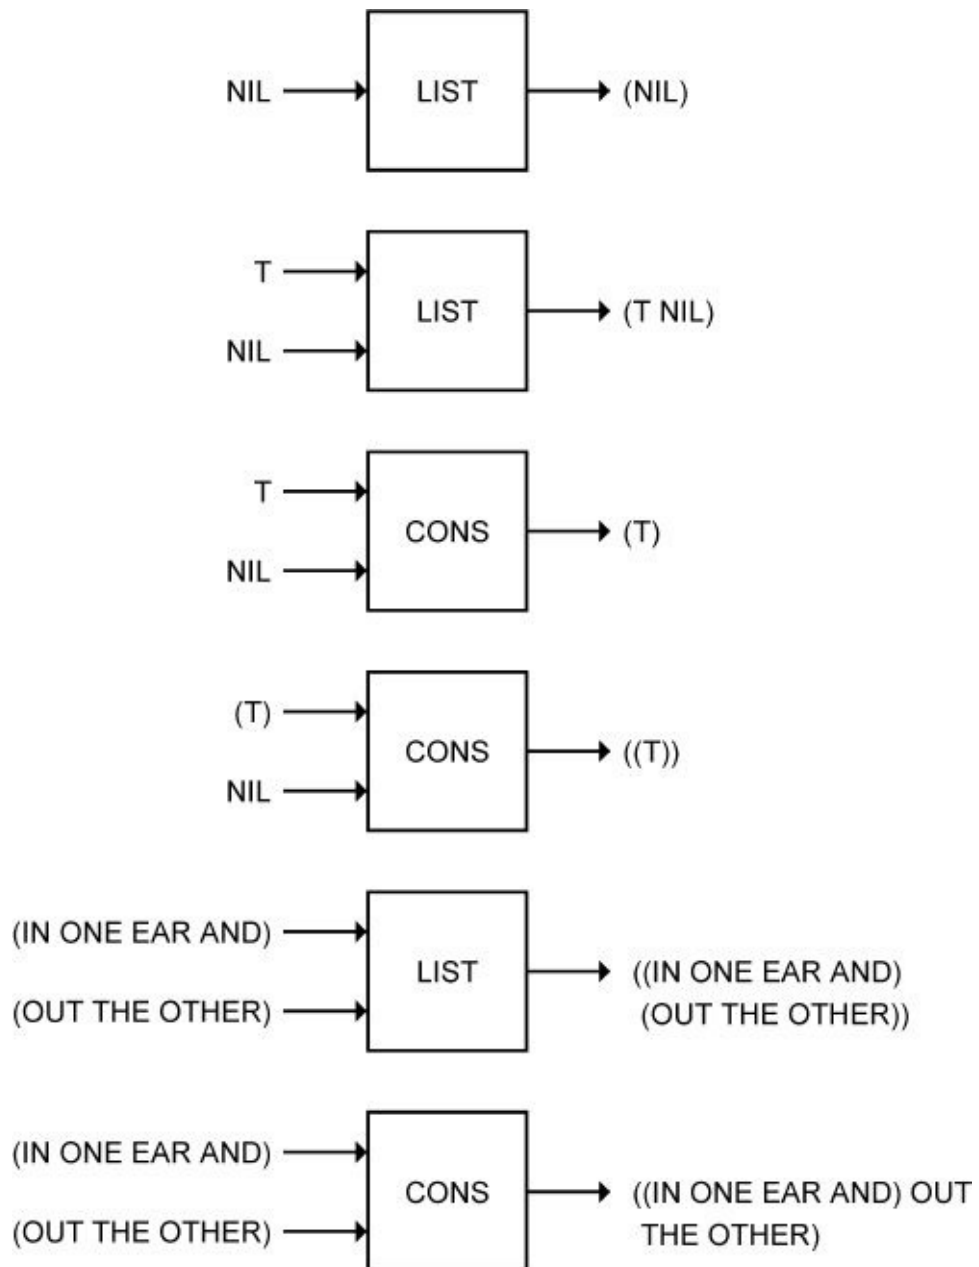 NIL LIST (NIL)
T
LIST (T NIL)
NIL
T
CONS (T)
NIL
(T)
CONS ((T))
NIL
(IN ONE EAR AND)
LIST ((IN ONE EAR AND)
(OUT THE OTHER) (OUT THE OTHER))
(IN ONE EAR AND)
CONS ((IN ONE EAR AND) OUT
(OUT THE OTHER) THE OTHER)